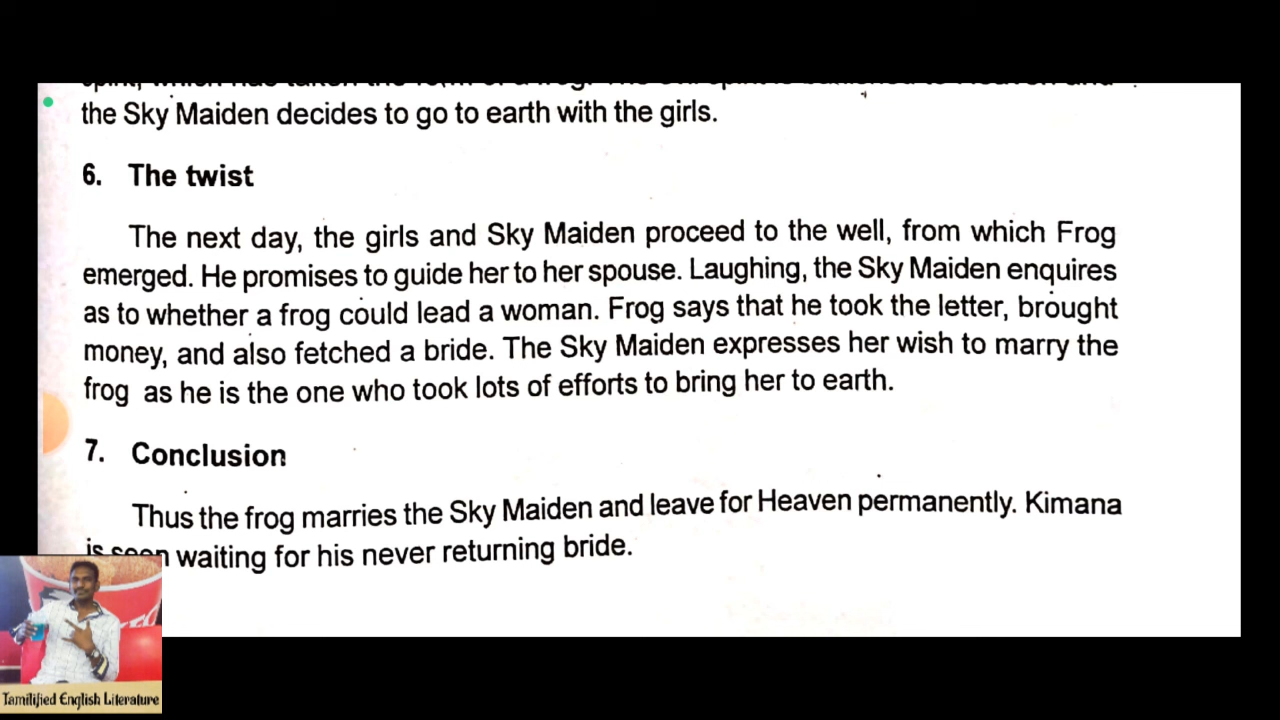 the Sky Maiden decides to go to earth with the girls.
6. The twist
The next day, the girls and Sky Maiden proceed to the well, from which Frog
emerged. He promises to guide her to her spouse. Laughing, the Sky Maiden enquires
as to whether a frog could lead a woman. Frog says that he took the letter, brought
money, and also fetched a bride. The Sky Maiden expresses her wish to marry the
frog as he is the one who took lots of efforts to bring her to earth.
7. Conclusion
Thus the frog marries the Sky Maiden and leave for Heaven permanently. Kimana
is seen waiting for his never returning bride.
Tamilified English Literature